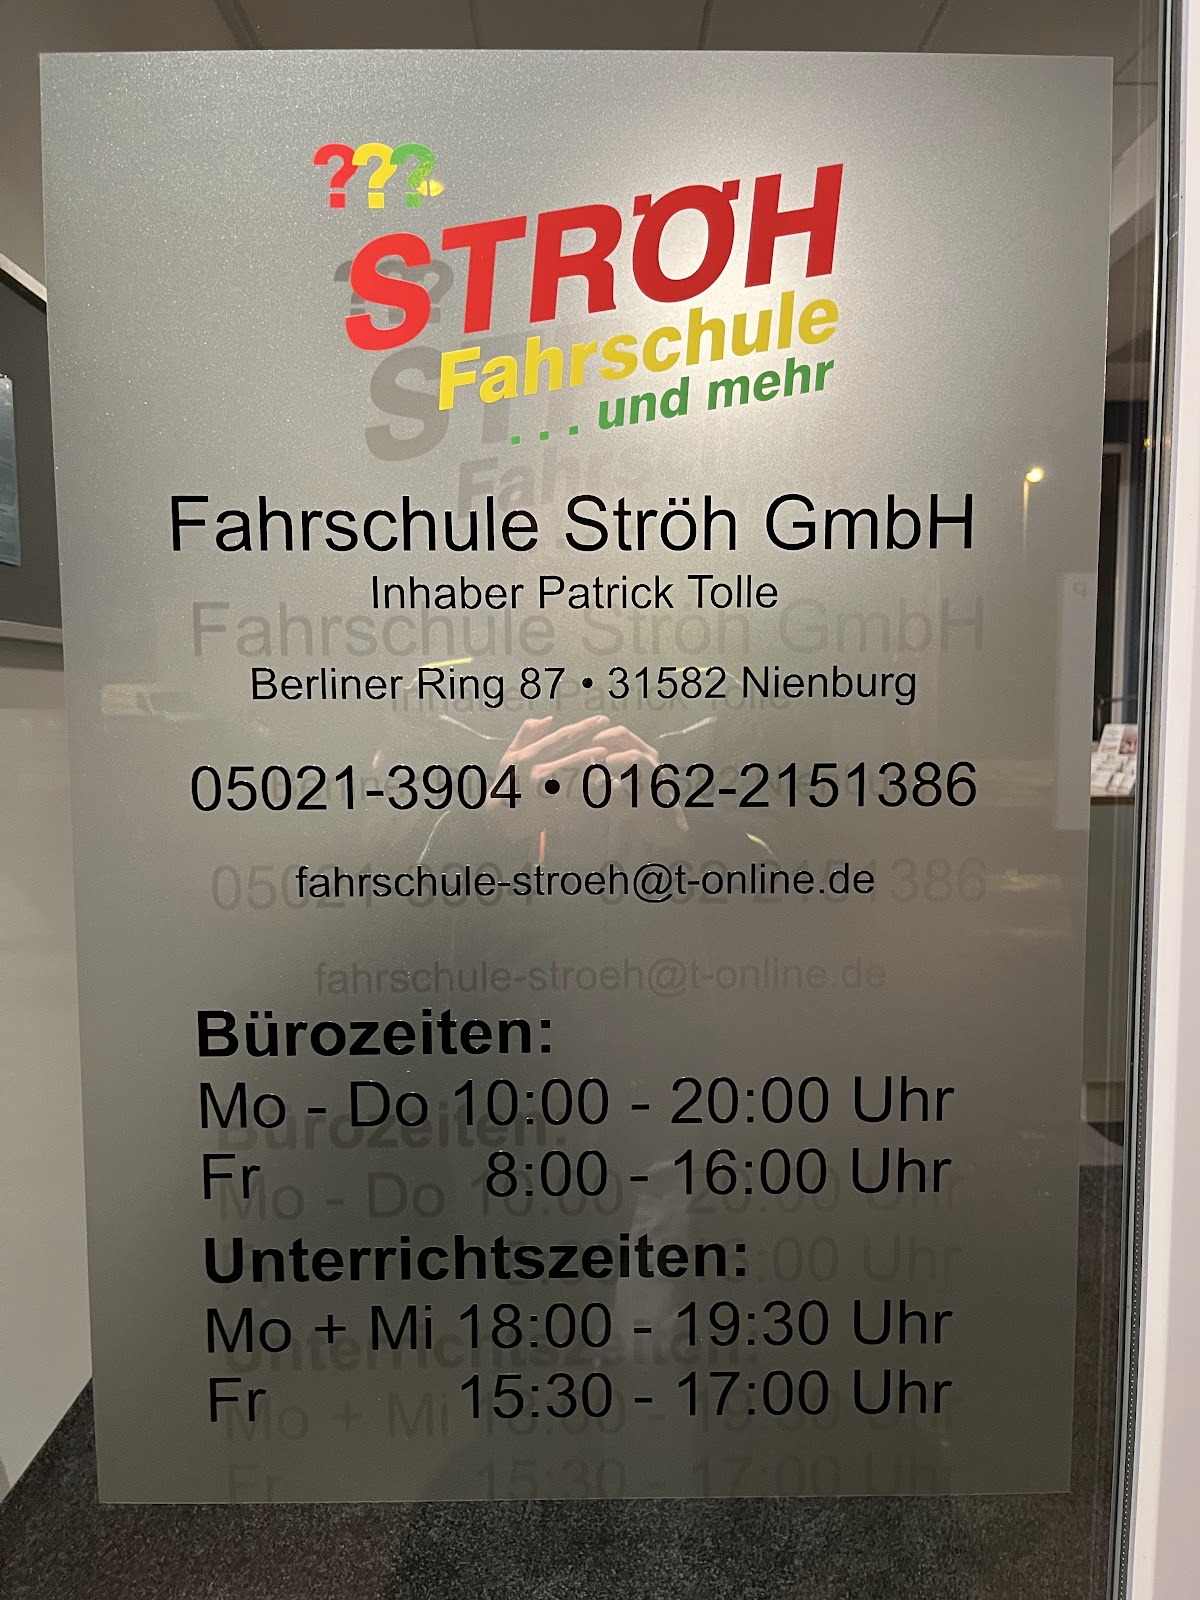 ???
STRÖH
Fahrschule
... und mehr
Fahrschule Ströh GmbH
Inhaber Patrick Tolle
Berliner Ring 87 • 31582 Nienburg
05021-3904 • 0162-2151386
fahrschule-stroeh@t-online.de
Bürozeiten:
Mo - Do 10:00 - 20:00 Uhr
Fr 8:00 - 16:00 Uhr
Unterrichtszeiten:
Mo + Mi 18:00 - 19:30 Uhr
Fr 15:30 - 17:00 Uhr